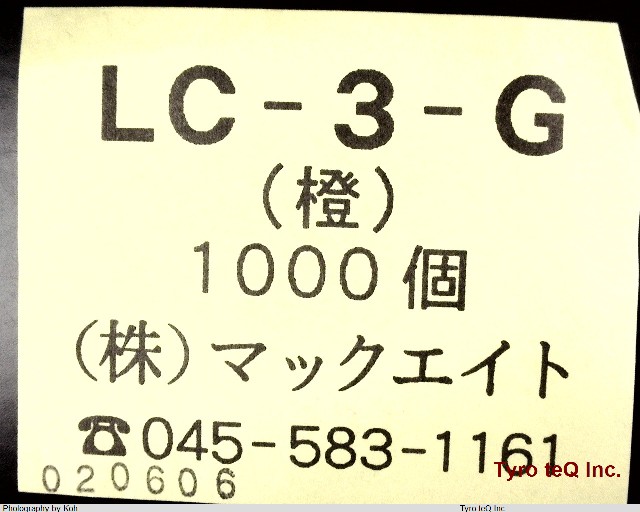 LC-3-G
(橙)
1000個
(株)マックエイト
☎045-583-1161
020606
Tyro teQ Inc.
Photography by Koh
Tyro teQ Inc